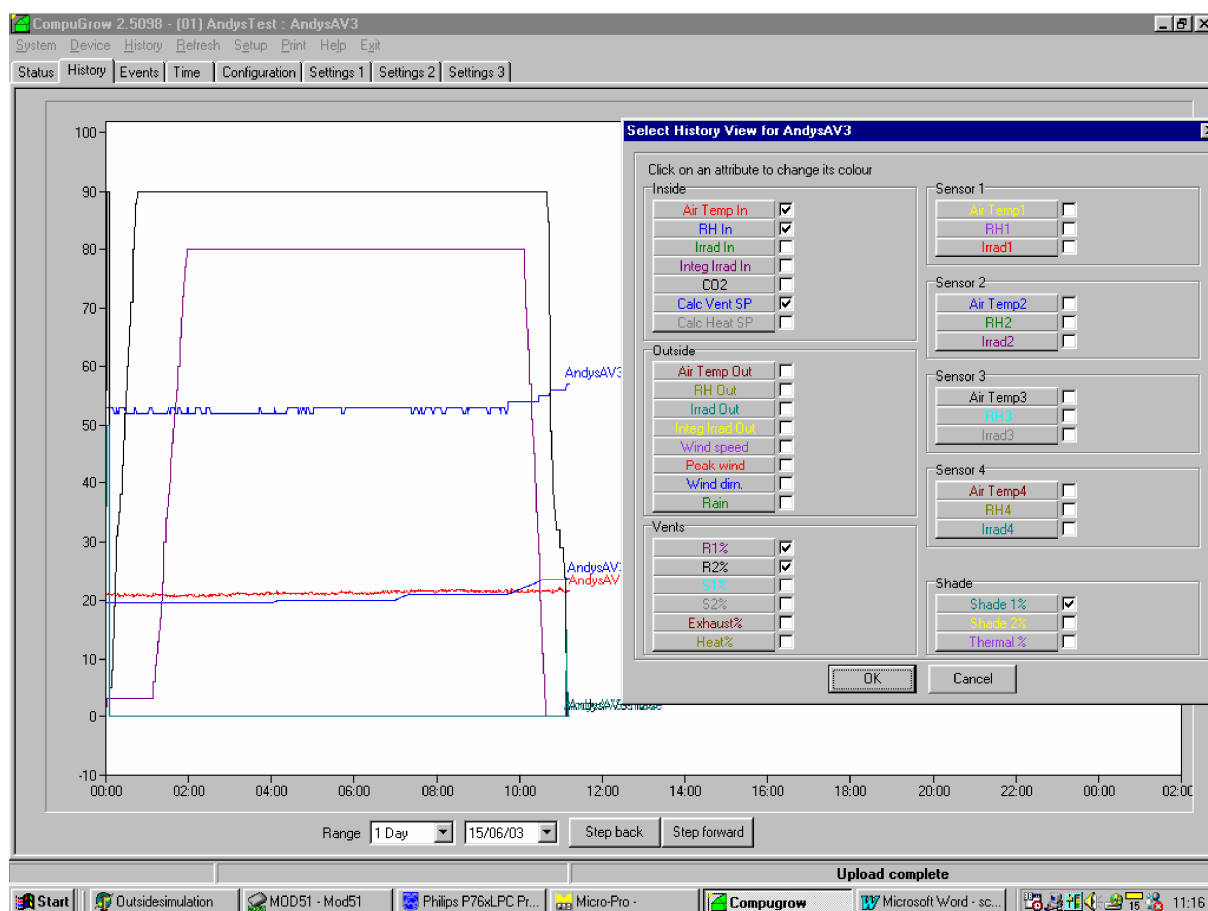 CompuGrow 2.5098 - (01) AndysTest : AndysAV3
System Device History Refresh Setup Print Help Exit
Status History Events Time Configuration Settings 1 Settings 2 Settings 3
100
90
80
70
60
50
40
30
20
10
0
-10
AndysAV3
AndysAV3
AndysAV
00:00 02:00 04:00 06:00 08:00 10:00 12:00 14:00 16:00 18:00 20:00 22:00 00:00 02:00
Select History View for AndysAV3
Click on an attribute to change its colour
Inside
Air Temp In
RH In
Irrad In
Integ Irrad In
CO2
Calc Vent SP
Calc Heat SP
Outside
Air Temp Out
RH Out
Irrad Out
Integ Irrad Out
Wind speed
Peak wind
Wind dirn.
Rain
Vents
R1%
R2%
S1%
S2%
Exhaust%
Heat%
Sensor 1
Air Temp1
RH1
Irrad1
Sensor 2
Air Temp2
RH2
Irrad2
Sensor 3
Air Temp3
RH3
Irrad3
Sensor 4
Air Temp4
RH4
Irrad4
Shade
Shade 1%
Shade 2%
Thermal %
OK Cancel
Range 1 Day 15/06/03 Step back Step forward
Upload complete
Start Outsidesimulation MOD51 - Mod51 Philips P76xLPC Pr... Micro-Pro - Compugrow Microsoft Word - sc... 15 11:16